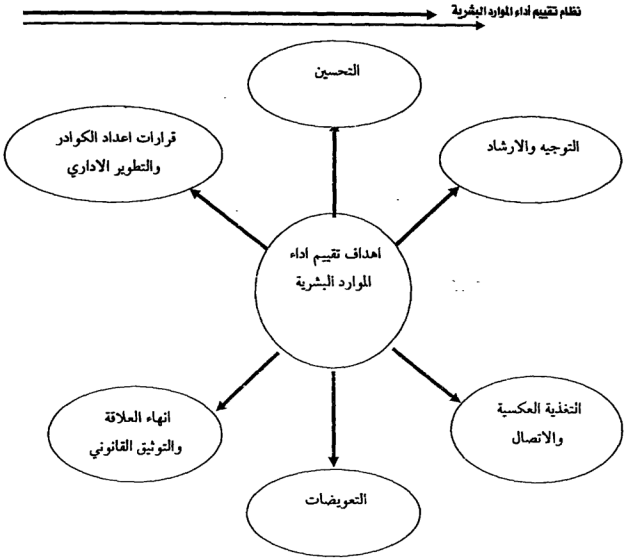 نظام تقييم أداء الموارد البشرية
التحسين
التوجيه والارشاد
قرارات اعداد الكوادر
والتطوير الاداري
اهداف تقييم اداء
الموارد البشرية
التغذية العكسية
والاتصال
انهاء العلاقة
والتوثيق القانوني
التعويضات